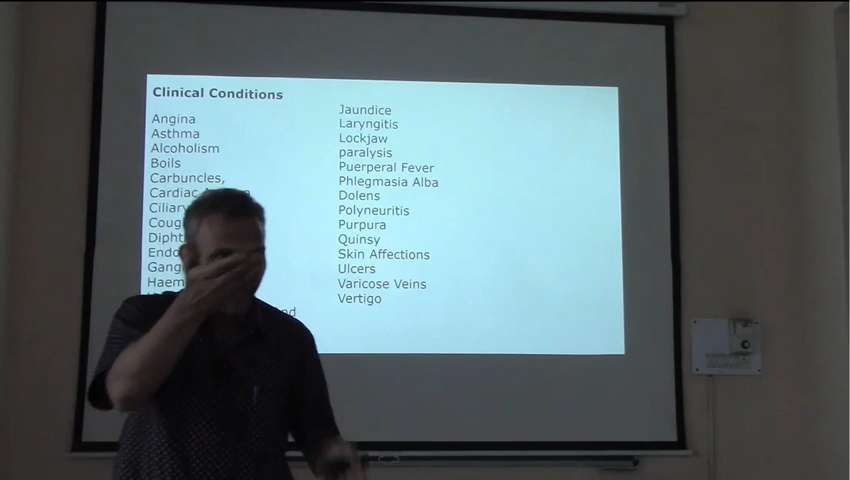 Clinical Conditions
Angina
Asthma
Alcoholism
Boils
Carbuncles,
Cardiac
Jaundice
Laryngitis
Lockjaw
paralysis
Puerperal Fever
Phlegmasia Alba
Dolens
Polyneuritis
Purpura
Quinsy
Skin Affections
Ulcers
Varicose Veins
Vertigo